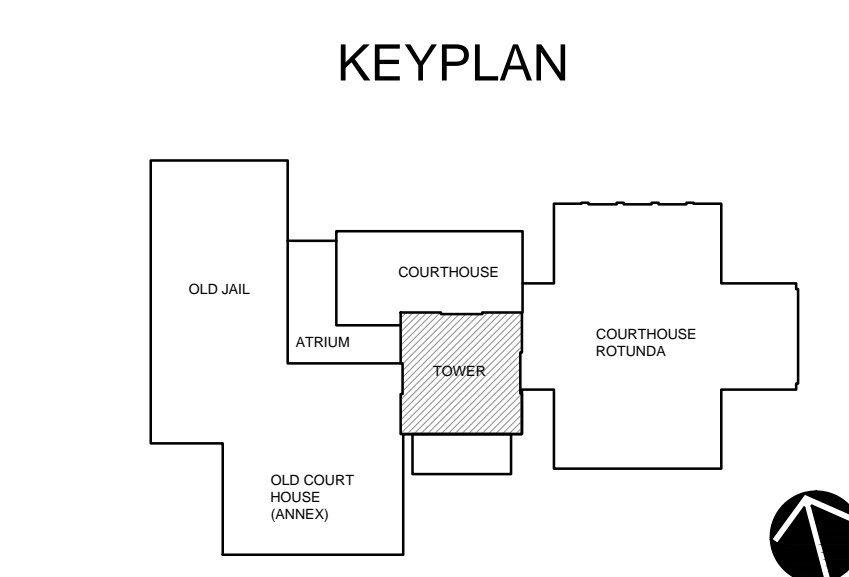 KEYPLAN
OLD JAIL
COURTHOUSE
ATRIUM
COURTHOUSE
ROTUNDA
TOWER
OLD COURT
HOUSE
(ANNEX)